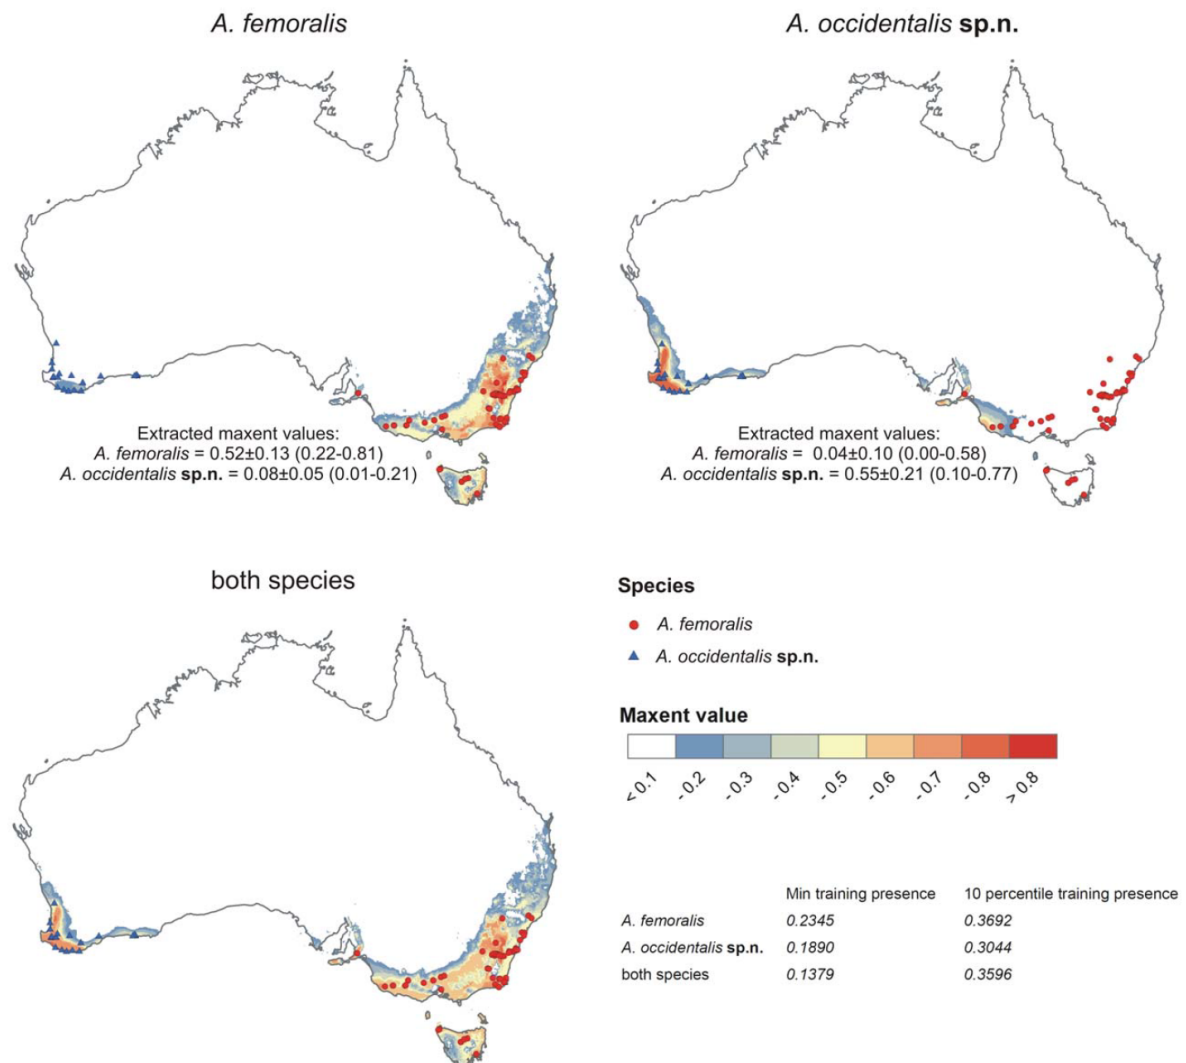 A. femoralis
A. occidentalis sp.n.
Extracted maxent values:
A. femoralis = 0.52±0.13 (0.22-0.81)
A. occidentalis sp.n. = 0.08±0.05 (0.01-0.21)
Extracted maxent values:
A. femoralis = 0.04±0.10 (0.00-0.58)
A. occidentalis sp.n. = 0.55±0.21 (0.10-0.77)
both species
Species
A. femoralis
A. occidentalis sp.n.
Maxent value
< 0.1 - 0.2 - 0.3 - 0.4 - 0.5 - 0.6 - 0.7 - 0.8 > 0.8
Min training presence 10 percentile training presence
A. femoralis 0.2345 0.3692
A. occidentalis sp.n. 0.1890 0.3044
both species 0.1379 0.3596